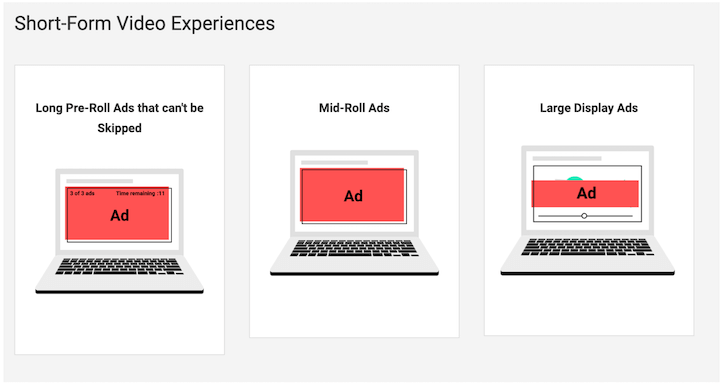 Short-Form Video Experiences
Long Pre-Roll Ads that can't be
Skipped
3 of 3 ads
Time remaining :11
Ad
Mid-Roll Ads
Ad
Large Display Ads
Ad